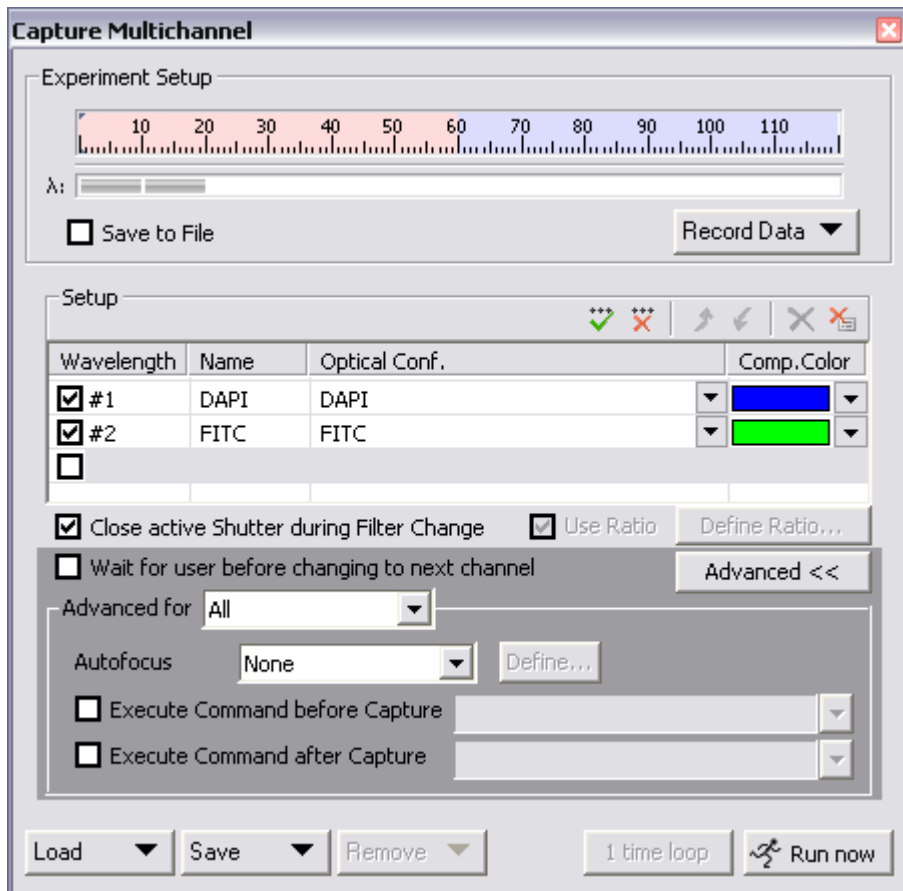 Capture Multichannel
Experiment Setup
10 20 30 40 50 60 70 80 90 100 110
λ:
Save to File
Record Data
Setup
Wavelength Name Optical Conf. Comp.Color
#1 DAPI DAPI
#2 FITC FITC
Close active Shutter during Filter Change Use Ratio Define Ratio...
Wait for user before changing to next channel Advanced <<
Advanced for All
Autofocus None Define...
Execute Command before Capture
Execute Command after Capture
Load Save Remove 1 time loop Run now